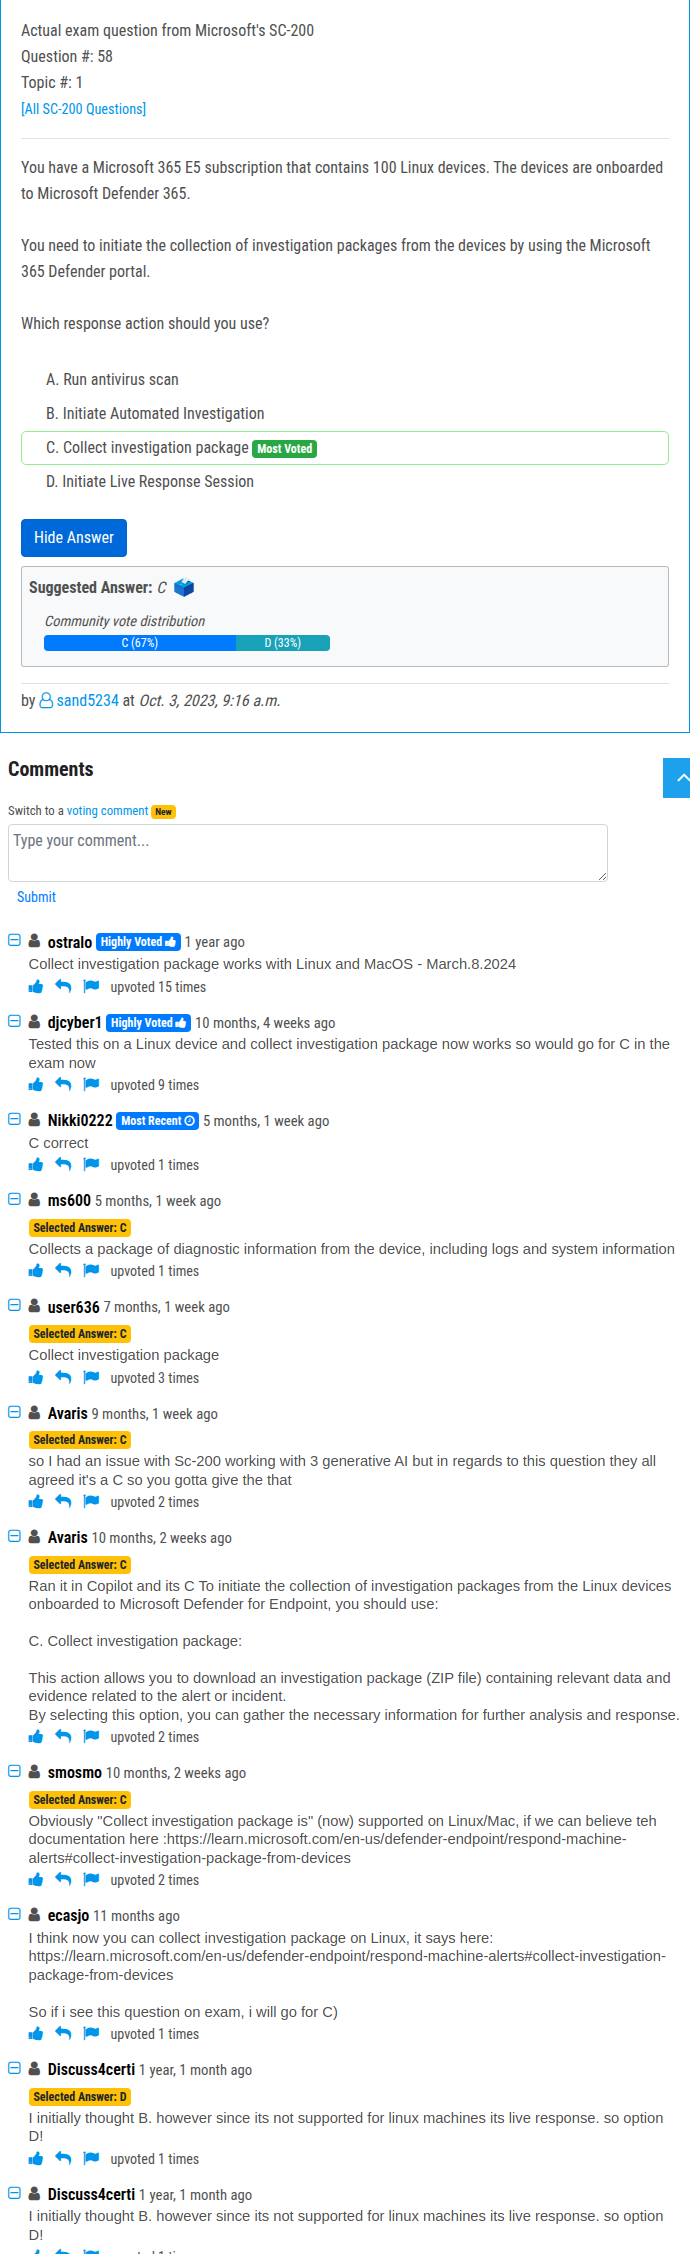 Actual exam question from Microsoft's SC-200
Question #: 58
Topic #: 1
[All SC-200 Questions]
You have a Microsoft 365 E5 subscription that contains 100 Linux devices. The devices are onboarded
to Microsoft Defender 365.
You need to initiate the collection of investigation packages from the devices by using the Microsoft
365 Defender portal.
Which response action should you use?
A. Run antivirus scan
B. Initiate Automated Investigation
C. Collect investigation package Most Voted
D. Initiate Live Response Session
Hide Answer
Suggested Answer: C
Community vote distribution
C (67%) D (33%)
by sand5234 at Oct. 3, 2023, 9:16 a.m.
Comments
Switch to a voting comment New
Type your comment...
Submit
ostralo Highly Voted 1 year ago
Collect investigation package works with Linux and MacOS - March.8.2024
upvoted 15 times
djcyber1 Highly Voted 10 months, 4 weeks ago
Tested this on a Linux device and collect investigation package now works so would go for C in the
exam now
upvoted 9 times
Nikki0222 Most Recent 5 months, 1 week ago
C correct
upvoted 1 times
ms600 5 months, 1 week ago
Selected Answer: C
Collects a package of diagnostic information from the device, including logs and system information
upvoted 1 times
user636 7 months, 1 week ago
Selected Answer: C
Collect investigation package
upvoted 3 times
Avaris 9 months, 1 week ago
Selected Answer: C
so I had an issue with Sc-200 working with 3 generative AI but in regards to this question they all
agreed it's a C so you gotta give the that
upvoted 2 times
Avaris 10 months, 2 weeks ago
Selected Answer: C
Ran it in Copilot and its C To initiate the collection of investigation packages from the Linux devices
onboarded to Microsoft Defender for Endpoint, you should use:
C. Collect investigation package:
This action allows you to download an investigation package (ZIP file) containing relevant data and
evidence related to the alert or incident.
By selecting this option, you can gather the necessary information for further analysis and response.
upvoted 2 times
smosmo 10 months, 2 weeks ago
Selected Answer: C
Obviously "Collect investigation package is" (now) supported on Linux/Mac, if we can believe teh
documentation here :https://learn.microsoft.com/en-us/defender-endpoint/respond-machine-
alerts#collect-investigation-package-from-devices
upvoted 2 times
ecasjo 11 months ago
I think now you can collect investigation package on Linux, it says here:
https://learn.microsoft.com/en-us/defender-endpoint/respond-machine-alerts#collect-investigation-
package-from-devices
So if i see this question on exam, i will go for C)
upvoted 1 times
Discuss4certi 1 year, 1 month ago
Selected Answer: D
I initially thought B. however since its not supported for linux machines its live response. so option
D!
upvoted 1 times
Discuss4certi 1 year, 1 month ago
I initially thought B. however since its not supported for linux machines its live response. so option
D!